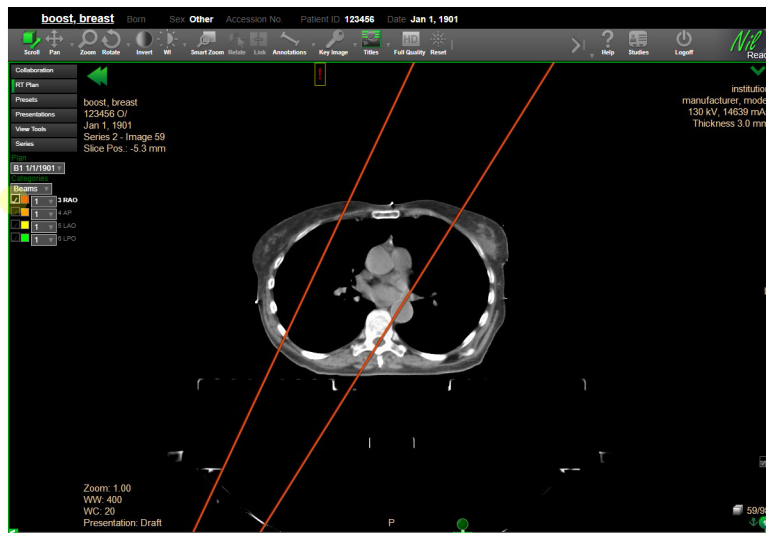 boost, breast Born Sex Other Accession No. Patient ID 123456 Date Jan 1, 1901
Scroll Pan Zoom Rotate Invert Wl Smart Zoom Relate Link Annotations Key Image Titles Full Quality Reset Help Studies Logoff
Nil
Read
Collaboration
RT Plan
Presets
Presentations
View Tools
Series
Plan
B1 1/1/1901
Categories
Beams
1 3 RAO
1 4 AP
1 5 LAO
1 6 LPO
boost, breast
123456 O/
Jan 1, 1901
Series 2 - Image 59
Slice Pos.: -5.3 mm
institution
manufacturer, mode
130 kV, 14639 mA
Thickness 3.0 mm
Zoom: 1.00
WW: 400
WC: 20
Presentation: Draft
P
59/98